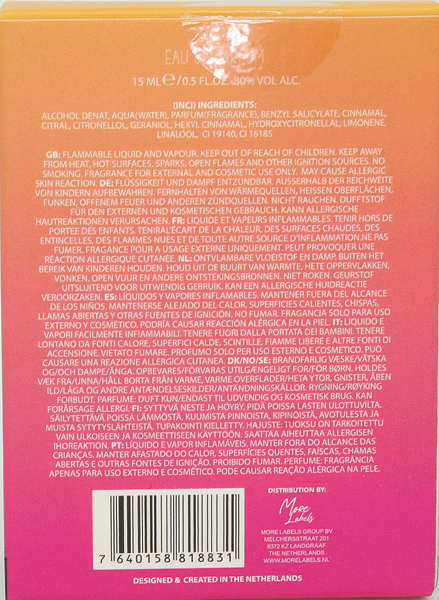 EAU
15 ML ℮/0.5 FL.OZ. 80% VOL ALC.
(INCI) INGREDIENTS:
ALCOHOL DENAT, AQUA(WATER), PARFUM(FRAGRANCE), BENZYL SALICYLATE, CINNAMAL,
CITRAL, CITRONELLOL, GERANIOL, HEXYL CINNAMAL, HYDROXYCITRONELLAL, LIMONENE,
LINALOOL, CI 19140, CI 16185
GB: FLAMMABLE LIQUID AND VAPOUR. KEEP OUT OF REACH OF CHILDREN. KEEP AWAY
FROM HEAT, HOT SURFACES, SPARKS, OPEN FLAMES AND OTHER IGNITION SOURCES. NO
SMOKING. FRAGRANCE FOR EXTERNAL AND COSMETIC USE ONLY. MAY CAUSE ALLERGIC
SKIN REACTION. DE: FLÜSSIGKEIT UND DAMPF ENTZÜNDBAR. AUSSERHALB DER REICHWEITE
VON KINDERN AUFBEWAHREN. FERNHALTEN VON WÄRMEQUELLEN, HEISSEN OBERFLÄCHEN,
FUNKEN, OFFENEM FEUER UND ANDEREN ZÜNDQUELLEN. NICHT RAUCHEN. DUFFTSTOF
FÜR DEN EXTERNEN UND KOSMETISCHEN GEBRAUCH. KANN ALLERGISCHE
HAUTREAKTIONEN VERURSACHEN. FR: LIQUIDE ET VAPEURS INFLAMMABLES. TENIR HORS DE
PORTEE DES ENFANTS. TENIRAL'ÉCART DE LA CHALEUR, DES SURFACES CHAUDES, DES
ENTINCELLES, DES FLAMMES NUES ET DE TOUTE AUTRE SOURCE D'INFLAMMATION.NE PAS
FUMER. FRAGRANCE POUR A USAGE EXTERNE UNIQUEMENT. PEUT PROVOQUER UNE
RÉACTION ALLERGIQUE CUTANÉE. NL: ONTVLAMBARE VLOEISTOF EN DAMP. BUITEN HET
BEREIK VAN KINDEREN HOUDEN. HOUD UIT DE BUURT VAN WARMTE, HETE OPPERVLAKKEN,
VONKEN, OPEN VUUR EN ANDERE ONTSTEKINGSBRONNEN. NIET ROKEN. GEURSTOF
UITSLUITEND VOOR UITWENDIG GEBRUIK. KAN EEN ALLERGISCHE HUIDREACTIE
VEROORZAKEN. ES: LÍQUIDOS Y VAPORES INFLAMABLES. MANTENER FUERA DEL ALCANCE
DE LOS NIÑOS. MANTENERSE ALEJADO DEL CALOR, SUPERFICIES CALIENTES, CHISPAS,
LLAMAS ABIERTAS Y OTRAS FUENTES DE IGNICIÓN. NO FUMAR. FRAGANCIA SOLO PARA USO
EXTERNO Y COSMÉTICO. PODRÍA CAUSAR REACCIÓN ALÉRGICA EN LA PIEL. IT: LIQUIDO E
VAPORI FACILMENTE INFIAMMABILI. TENERE FUORI DALLA PORTATA DEI BAMBINI. TENERE
LONTANO DA FONTI CALORE, SUPERFICI CALDE, SCINTILLE, FIAMME LIBERE E ALTRE FONTI DI
ACCENSIONE. VIETATO FUMARE. PROFUMO SOLO PER USO ESTERNO E COSMETICO. PUÒ
CAUSARE UNA REAZIONE ALLERGICA CUTANEA. DK/NO/SE: BRANDFARLIG VÆSKE/VÄTSKA
OG/OCH DAMPE/ÅNGA. OPBEVARES/FÖRVARAS UTILGÆNGELIGT FOR/FÖR BØRN. HOLDES
VÆK FRA/UNNA/HÅLL BORTA FRÅN VARME, VARME OVERFLADER/HETA YTOR, GNISTER, ÅBEN
ILD/LÅGA OG ANDRE ANTÆNDELSESKILDER/ANTÄNDNINGSKÄLLOR. RYGNING/RØYKING
FORBUDT. PARFUME: DUFT KUN/ENDAST TIL UDVENDIG OG KOSMETISK BRUG. KAN
FORÅRSAGE ALLERGI. FI: SYTTYVÄ NESTE JA HÖYRY. PIDÄ POISSA LASTEN ULOTTUVILTA.
SÄILYTETTÄVÄ POISSA LÄMMÖSTÄ, KUUMISTA PINNOISTA, KIPINÖISTÄ, AVOTULESTA JA
MUISTA SYTYTYSLÄHTEISTÄ. TUPAKOINTI KIELLETTY. HAJUSTE: TUOKSU ON TARKOITETTU
VAIN ULKOISEEN JA KOSMEETTISEEN KÄYTTÖÖN. SAATTAA AIHEUTTAA ALLERGISEN
IHOREAKTION. PT: LÍQUIDO E VAPOR INFLAMÁVEIS. MANTER FORA DO ALCANCE DAS
CRIANÇAS. MANTER AFASTADO DO CALOR, SUPERFÍCIES QUENTES, FAÍSCAS, CHAMAS
ABERTAS E OUTRAS FONTES DE IGNIÇÃO. PROIBIDO FUMAR. PERFUME: FRAGRÂNCIA
APENAS PARA USO EXTERNO E COSMÉTICO. PODE CAUSAR REAÇÃO ALÉRGICA NA PELE.
DISTRIBUTION BY:
More
Labels
MORE LABELS GROUP BV
MELCHERSSTRAAT 201
6372 KZ LANDGRAAF
THE NETHERLANDS
WWW.MORELABELS.NL
7 640158 818831
DESIGNED & CREATED IN THE NETHERLANDS